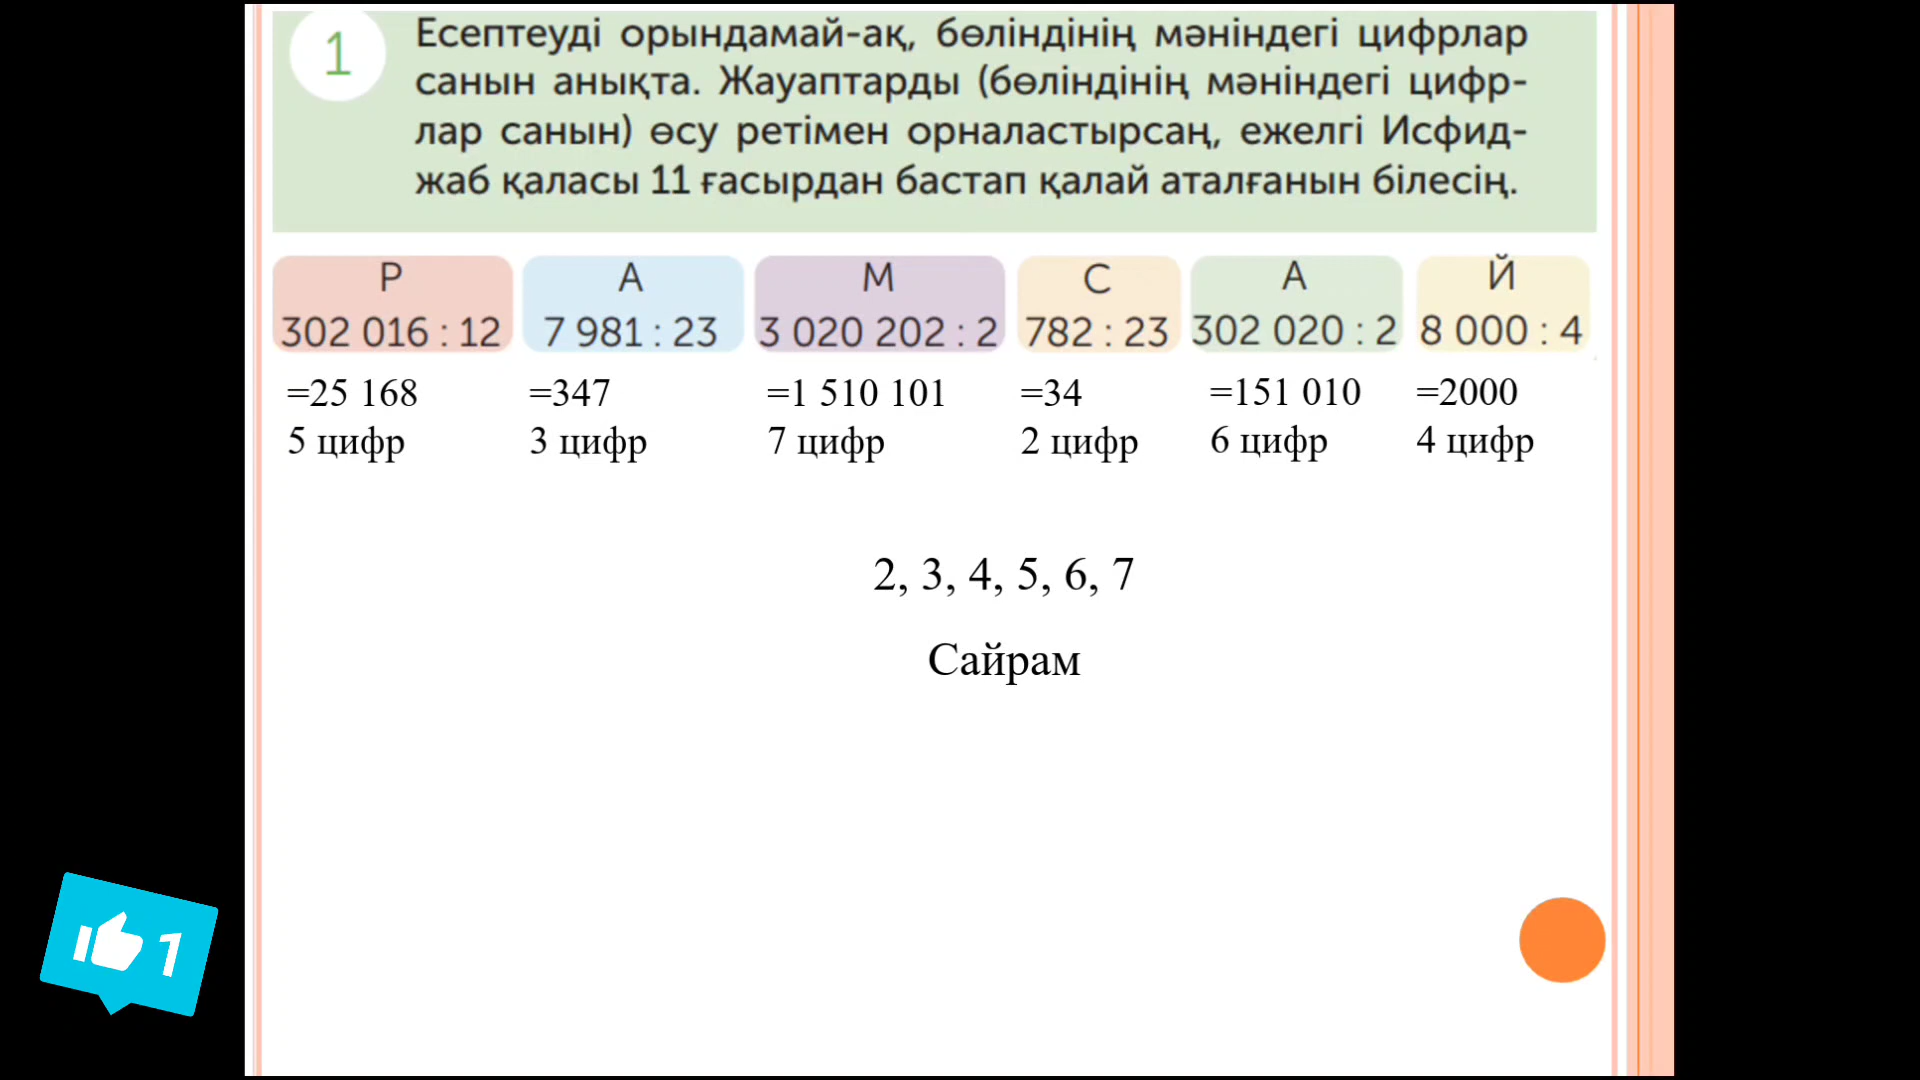 1
Есептеуді орындамай-ақ, бөліндінің мәніндегі цифрлар
санын анықта. Жауаптарды (бөліндінің мәніндегі цифр-
лар санын) өсу ретімен орналастырсаң, ежелгі Исфид-
жаб қаласы 11 ғасырдан бастап қалай аталғанын білесің.
Р А М С А Й
302 016 : 12 7 981 : 23 3 020 202 : 2 782 : 23 302 020 : 2 8 000 : 4
=25 168 =347 =1 510 101 =34 =151 010 =2000
5 цифр 3 цифр 7 цифр 2 цифр 6 цифр 4 цифр
2, 3, 4, 5, 6, 7
Сайрам
1